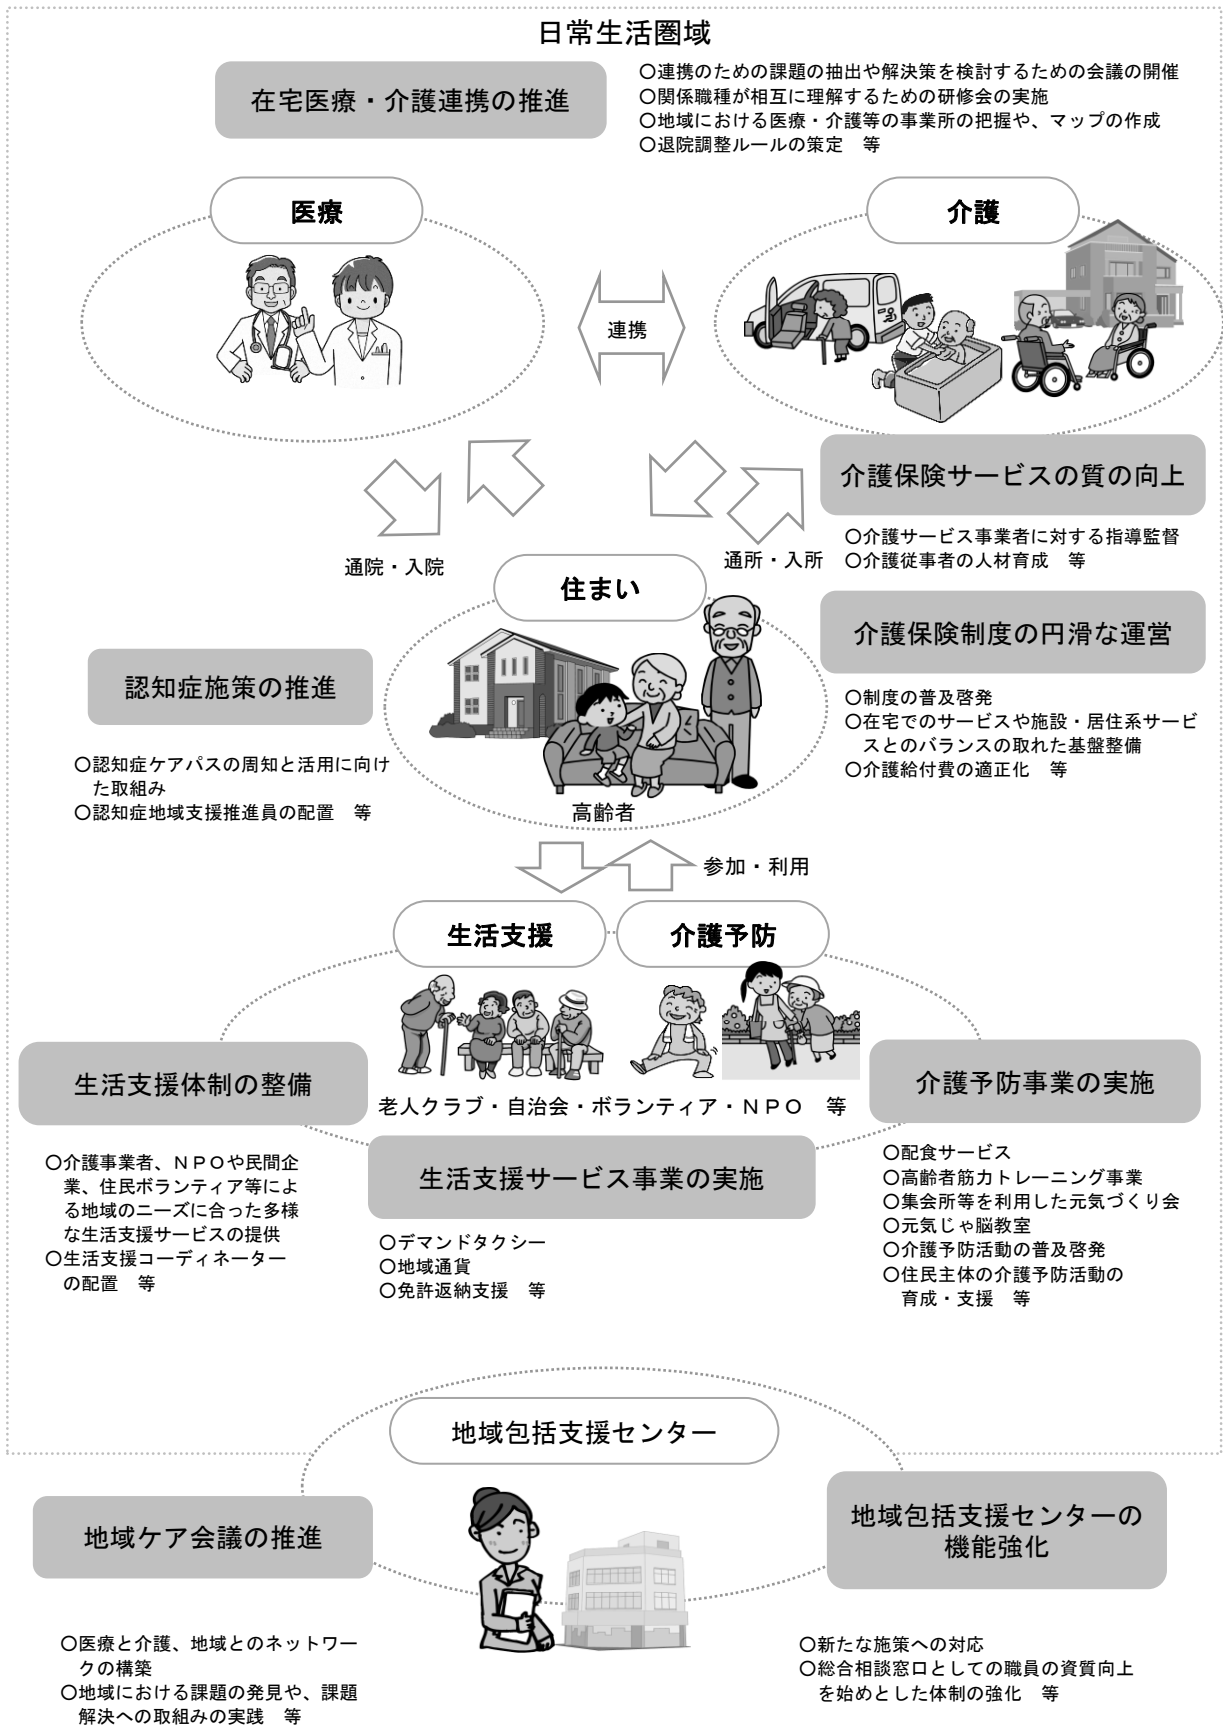 日常生活圏域
在宅医療・介護連携の推進
○連携のための課題の抽出や解決策を検討するための会議の開催
○関係職種が相互に理解するための研修会の実施
○地域における医療・介護等の事業所の把握や、マップの作成
○退院調整ルールの策定　等
医療
介護
連携
通院・入院
通所・入所
介護保険サービスの質の向上
○介護サービス事業者に対する指導監督
○介護従事者の人材育成　等
住まい
介護保険制度の円滑な運営
○制度の普及啓発
○在宅でのサービスや施設・居住系サービ
スとのバランスの取れた基盤整備
○介護給付費の適正化　等
認知症施策の推進
○認知症ケアパスの周知と活用に向け
た取組み
○認知症地域支援推進員の配置　等
高齢者
参加・利用
生活支援
介護予防
老人クラブ・自治会・ボランティア・ＮＰＯ　等
生活支援体制の整備
○介護事業者、ＮＰＯや民間企
業、住民ボランティア等によ
る地域のニーズに合った多様
な生活支援サービスの提供
○生活支援コーディネーター
の配置　等
生活支援サービス事業の実施
○デマンドタクシー
○地域通貨
○免許返納支援　等
介護予防事業の実施
○配食サービス
○高齢者筋力トレーニング事業
○集会所等を利用した元気づくり会
○元気じゃ脳教室
○介護予防活動の普及啓発
○住民主体の介護予防活動の
育成・支援　等
地域包括支援センター
地域ケア会議の推進
○医療と介護、地域とのネットワー
クの構築
○地域における課題の発見や、課題
解決への取組みの実践　等
地域包括支援センターの
機能強化
○新たな施策への対応
○総合相談窓口としての職員の資質向上
を始めとした体制の強化　等